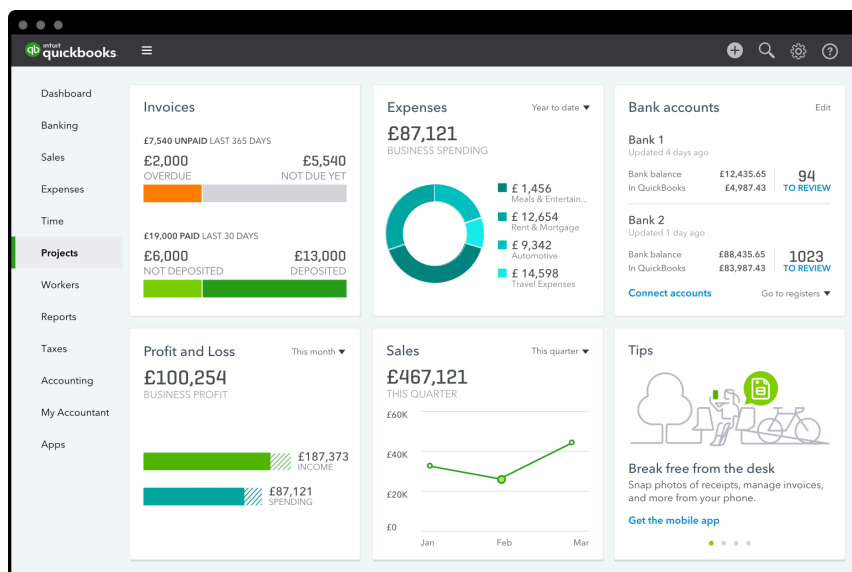 intuit
quickbooks.
Dashboard
Banking
Sales
Expenses
Time
Projects
Workers
Reports
Taxes
Accounting
My Accountant
Apps
Invoices
£7,540 UNPAID LAST 365 DAYS
£2,000 £5,540
OVERDUE NOT DUE YET
£19,000 PAID LAST 30 DAYS
£6,000 £13,000
NOT DEPOSITED DEPOSITED
Expenses Year to date
£87,121
BUSINESS SPENDING
£ 1,456
Meals & Entertain...
£ 12,654
Rent & Mortgage
£ 9,342
Automotive
£ 14,598
Travel Expenses
Bank accounts Edit
Bank 1
Updated 4 days ago
Bank balance £12,435.65
In QuickBooks £4,987.43
94
TO REVIEW
Bank 2
Updated 1 day ago
Bank balance £88,435.65
In QuickBooks £83,987.43
1023
TO REVIEW
Connect accounts Go to registers
Profit and Loss This month
£100,254
BUSINESS PROFIT
£187,373
INCOME
£87,121
SPENDING
Sales This quarter
£467,121
THIS QUARTER
£60K
£40K
£20K
£0
Jan Feb Mar
Tips
Break free from the desk
Snap photos of receipts, manage invoices,
and more from your phone.
Get the mobile app